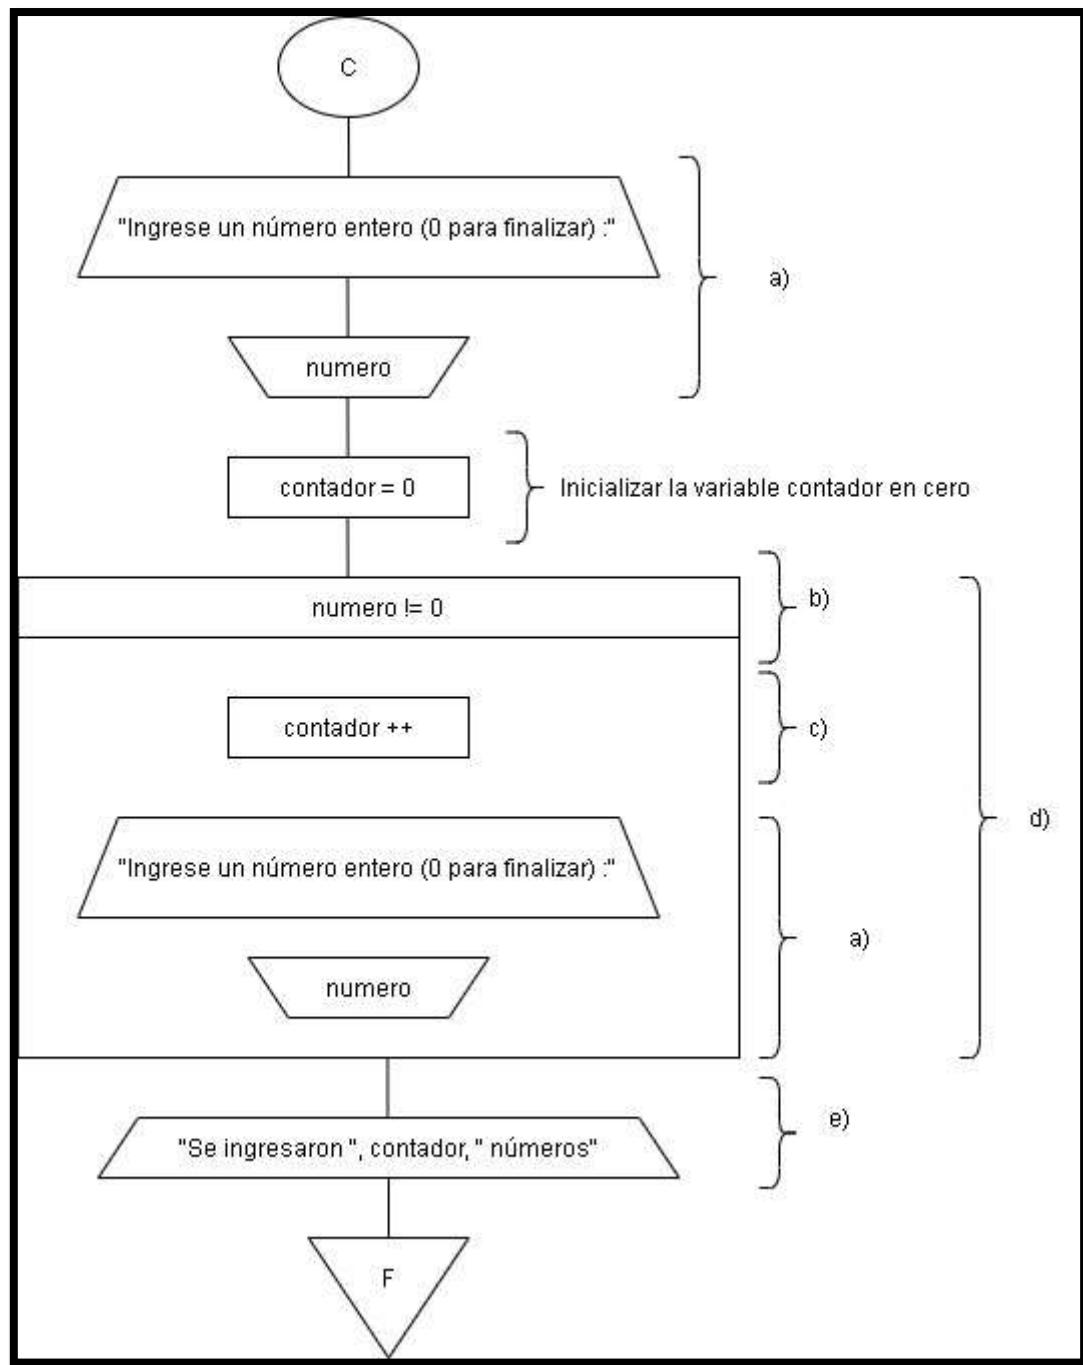 C
"Ingrese un número entero (0 para finalizar) :"
a)
numero
contador = 0
Inicializar la variable contador en cero
numero != 0
b)
contador ++
c)
d)
"Ingrese un número entero (0 para finalizar) :"
a)
numero
"Se ingresaron ", contador, " números"
e)
F